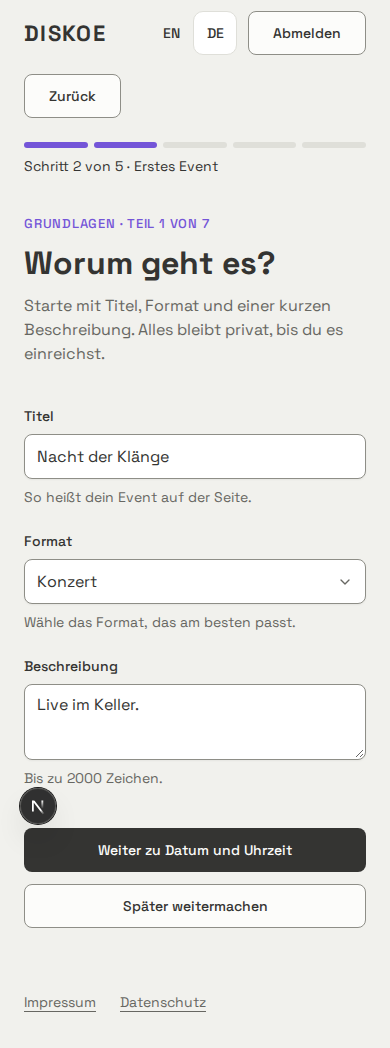 DISKOE
EN DE Abmelden
Zurück
Schritt 2 von 5 · Erstes Event
GRUNDLAGEN · TEIL 1 VON 7
Worum geht es?
Starte mit Titel, Format und einer kurzen
Beschreibung. Alles bleibt privat, bis du es
einreichst.
Titel
Nacht der Klänge
So heißt dein Event auf der Seite.
Format
Konzert
Wähle das Format, das am besten passt.
Beschreibung
Live im Keller.
Bis zu 2000 Zeichen.
N
Weiter zu Datum und Uhrzeit
Später weitermachen
Impressum Datenschutz